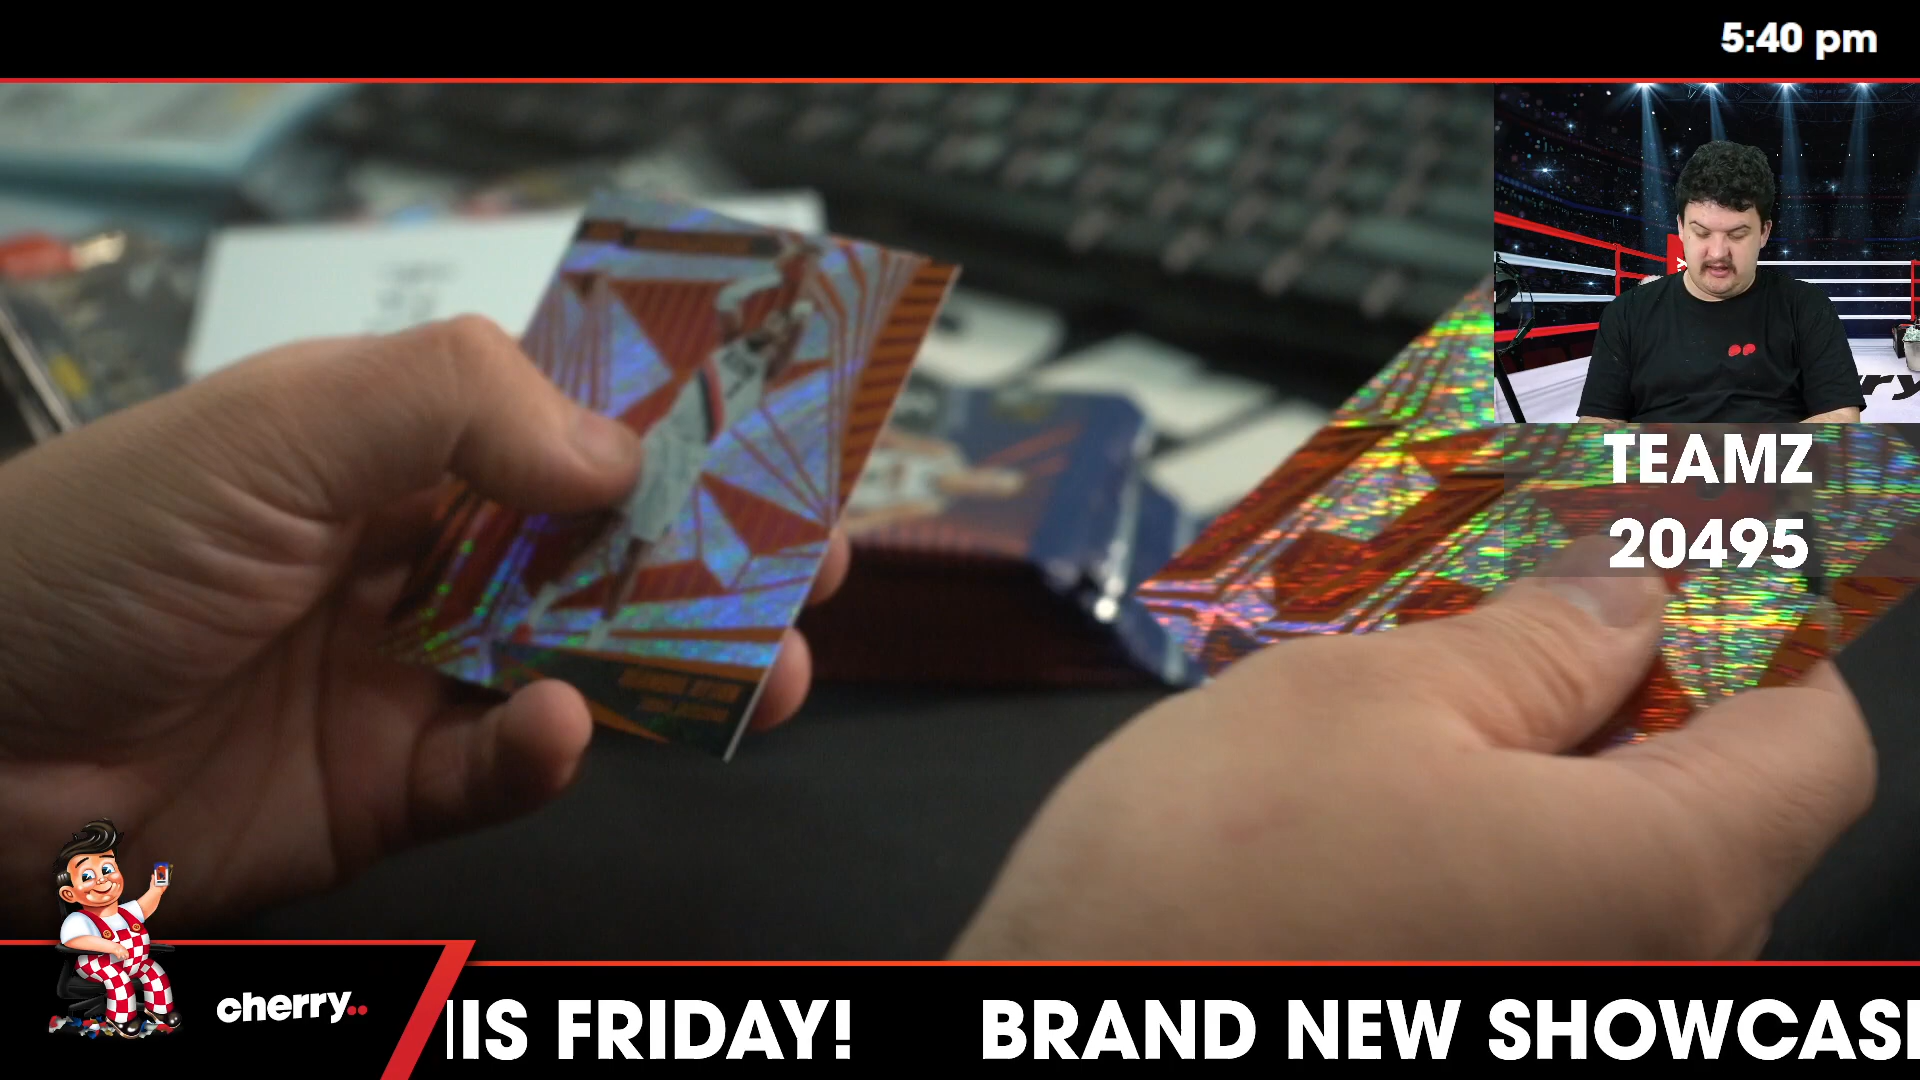 5:40 pm
TEAMZ
20495
cherry..
IS FRIDAY!
BRAND NEW SHOWCAS